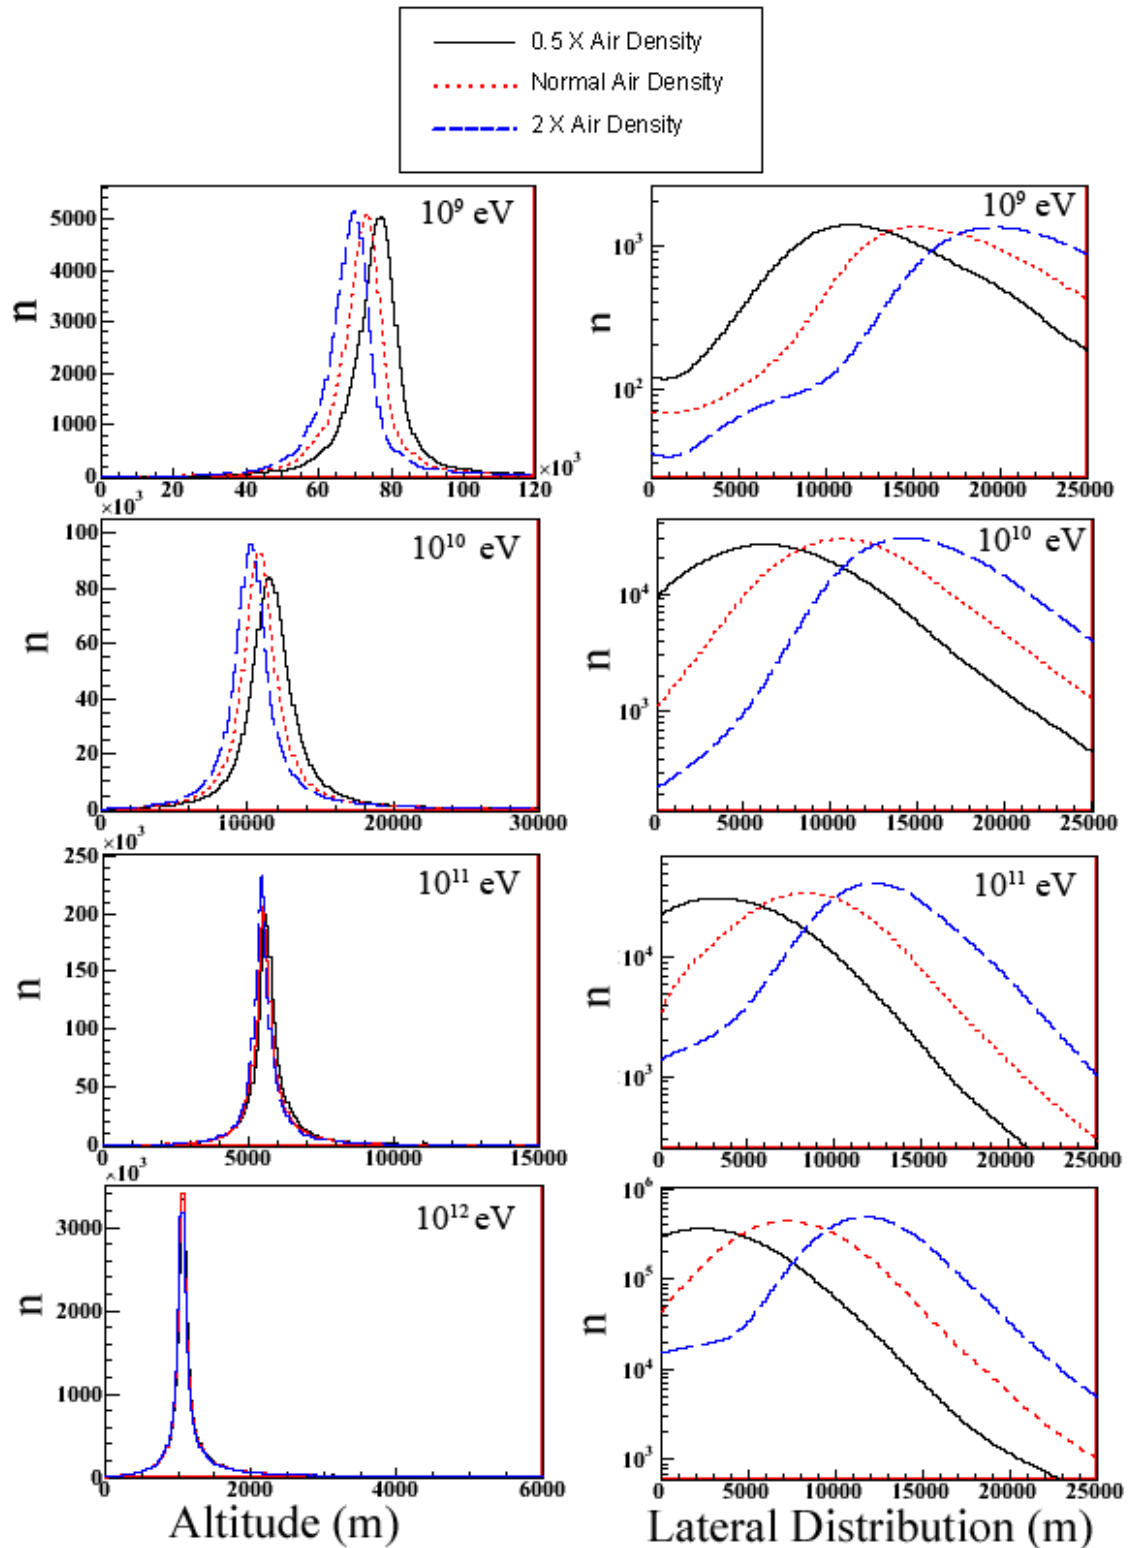 0.5 X Air Density
Normal Air Density
2 X Air Density
10⁹ eV
n
5000
4000
3000
2000
1000
0
0 20 40 60 80 100 120
×10³
10⁹ eV
n
10³
10²
0 5000 10000 15000 20000 25000
×10³
10¹⁰ eV
n
100
80
60
40
20
0
0 10000 20000 30000
10¹⁰ eV
n
10⁴
10³
0 5000 10000 15000 20000 25000
×10³
10¹¹ eV
n
250
200
150
100
50
0
0 5000 10000 15000
10¹¹ eV
n
10⁴
10³
0 5000 10000 15000 20000 25000
×10³
10¹² eV
n
3000
2000
1000
0
0 2000 4000 6000
Altitude (m)
n
10⁶
10⁵
10⁴
10³
0 5000 10000 15000 20000 25000
Lateral Distribution (m)